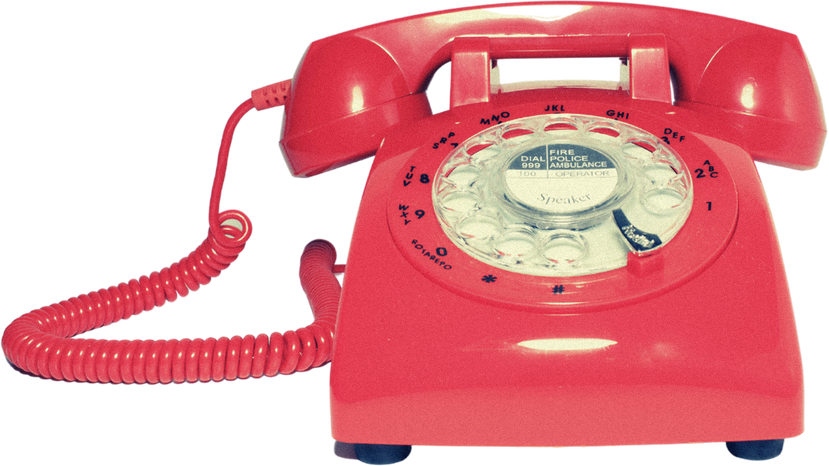 JKL
MNO
GHI
DEF
ABC
2
1
TUV
8
WXY
9
0
*
#
DIAL
999
FIRE
POLICE
AMBULANCE
100
OPERATOR
Speaker